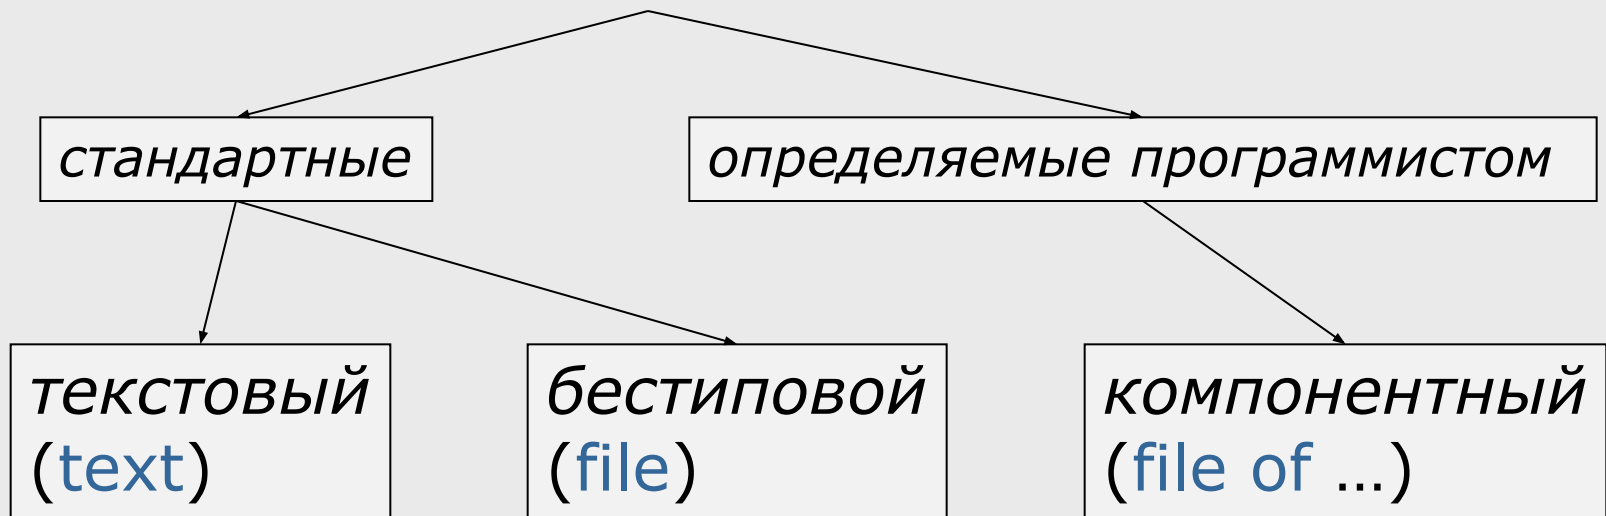 стандартные
определяемые программистом
текстовый
(text)
бестиповой
(file)
компонентный
(file of …)